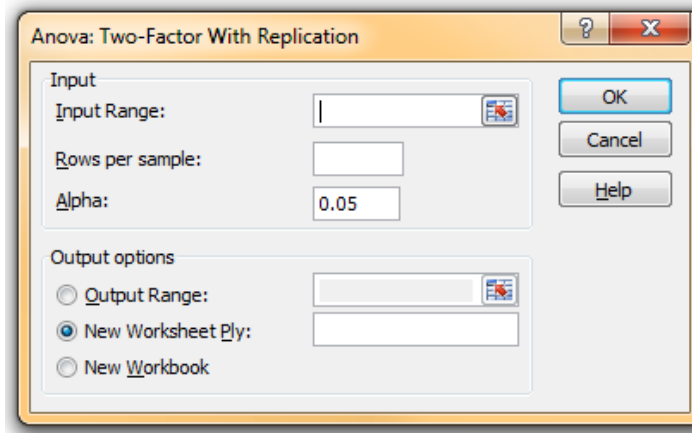 Anova: Two-Factor With Replication
Input
Input Range:
OK
Rows per sample:
Cancel
Alpha:
0.05
Help
Output options
Output Range:
New Worksheet Ply:
New Workbook